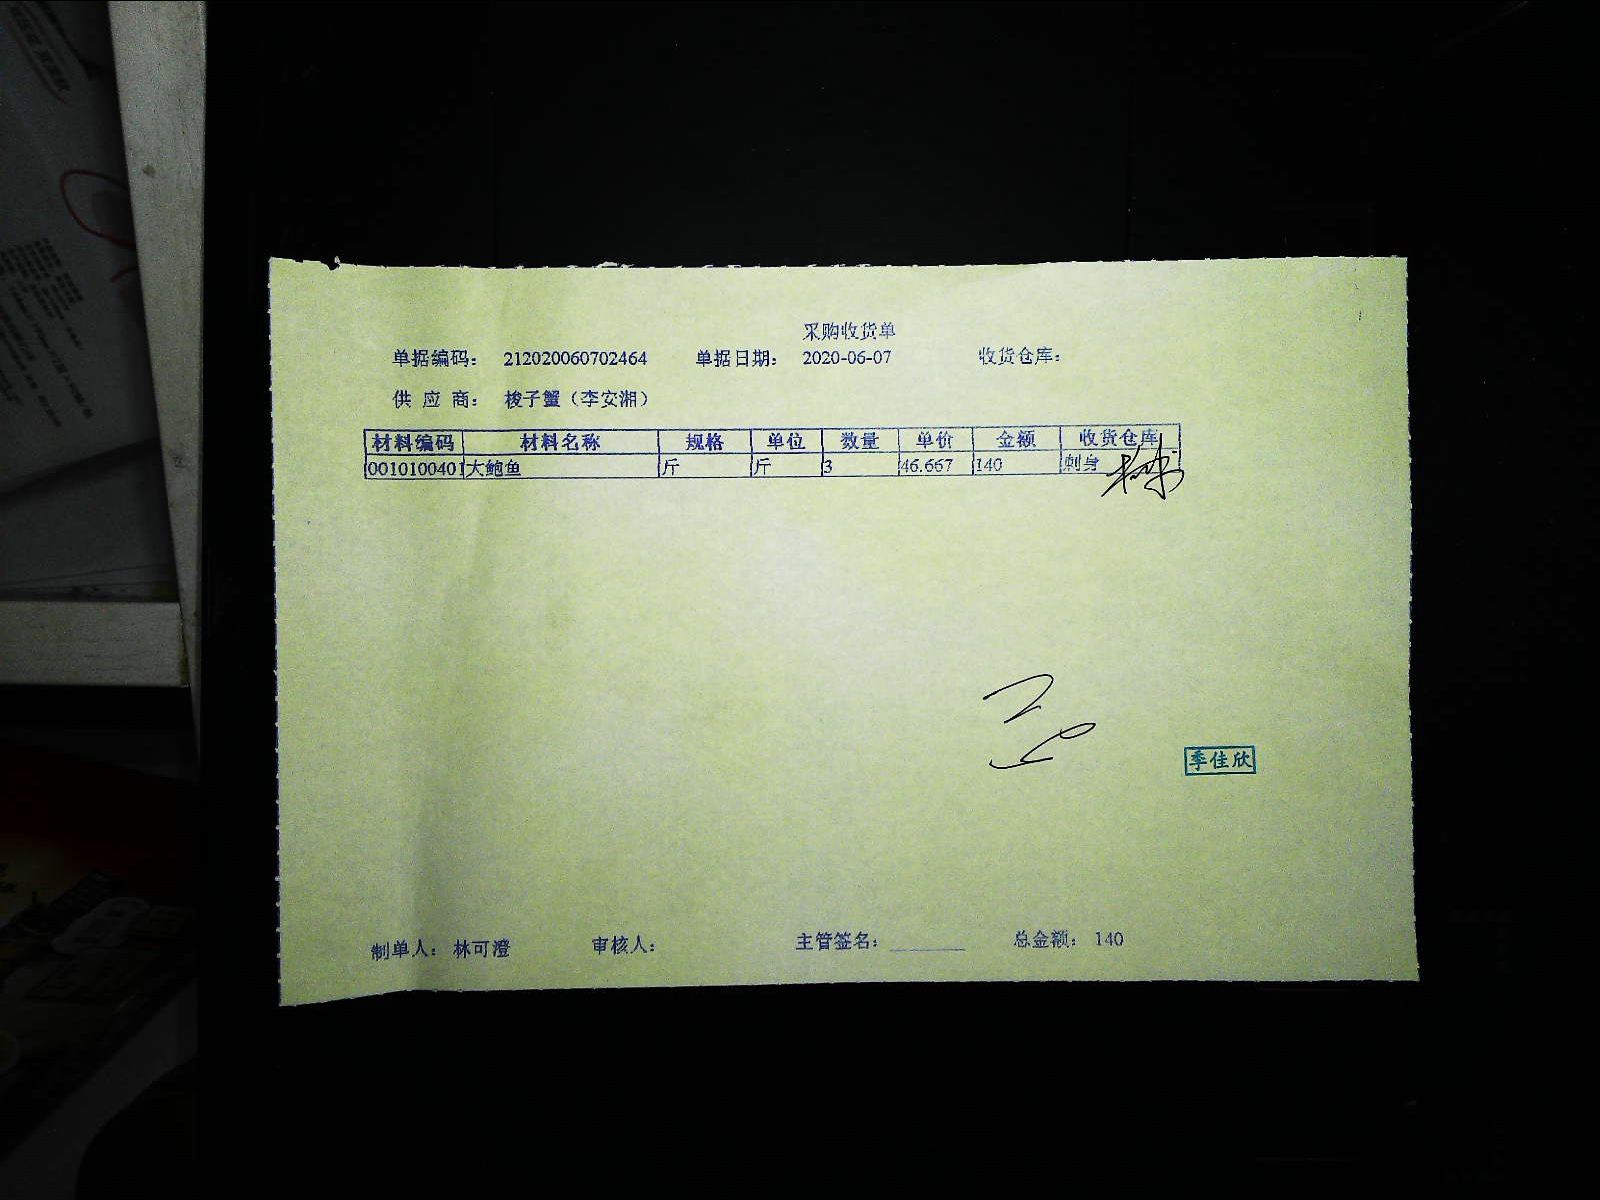 采购收货单
单据编码： 212020060702464 单据日期： 2020-06-07 收货仓库：
供 应 商： 梭子蟹（李安湘）
材料编码 材料名称 规格 单位 数量 单价 金额 收货仓库
0010100401 大鲍鱼 斤 斤 3 46.667 140 刺身
季佳欣
制单人： 林可澄 审核人： 主管签名：________ 总金额： 140